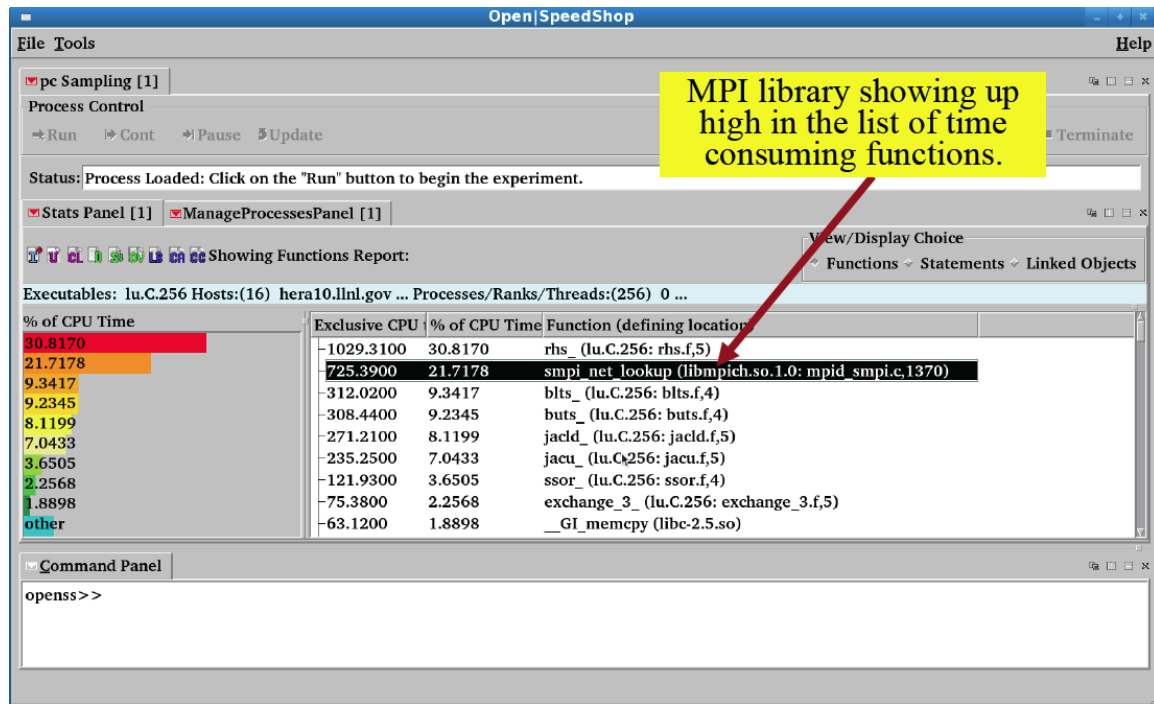 Open|SpeedShop
File Tools Help
pc Sampling [1]
MPI library showing up
high in the list of time
consuming functions.
Process Control
Run Cont Pause Update Terminate
Status: Process Loaded: Click on the "Run" button to begin the experiment.
Stats Panel [1] ManageProcessesPanel [1]
View/Display Choice
Showing Functions Report:
Functions Statements Linked Objects
Executables: lu.C.256 Hosts:(16) hera10.llnl.gov ... Processes/Ranks/Threads:(256) 0 ...
% of CPU Time
30.8170
21.7178
9.3417
9.2345
8.1199
7.0433
3.6505
2.2568
1.8898
other
Exclusive CPU % of CPU Time Function (defining location)
1029.3100 30.8170 rhs_ (lu.C.256: rhs.f,5)
725.3900 21.7178 smpi_net_lookup (libmpich.so.1.0: mpid_smpi.c,1370)
312.0200 9.3417 blts_ (lu.C.256: blts.f,4)
308.4400 9.2345 buts_ (lu.C.256: buts.f,4)
271.2100 8.1199 jacld_ (lu.C.256: jacld.f,5)
235.2500 7.0433 jacu_ (lu.C.256: jacu.f,5)
121.9300 3.6505 ssor_ (lu.C.256: ssor.f,4)
75.3800 2.2568 exchange_3_ (lu.C.256: exchange_3.f,5)
63.1200 1.8898 __GI_memcpy (libc-2.5.so)
Command Panel
openss>>